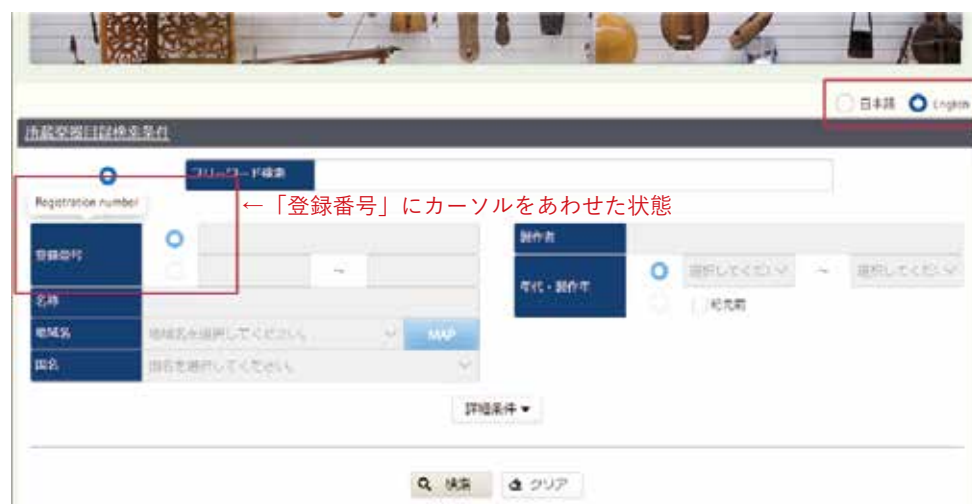 日本語 English
所蔵楽器目録検索条件
フリーワード検索
Registration number
←「登録番号」にカーソルをあわせた状態
登録番号
~
製作者
年代・製作年 選択してください ~ 選択してください
紀元前
名称
地域名 地域名を選択してください。 MAP
国名 国名を選択してください。
詳細条件▼
検索 クリア